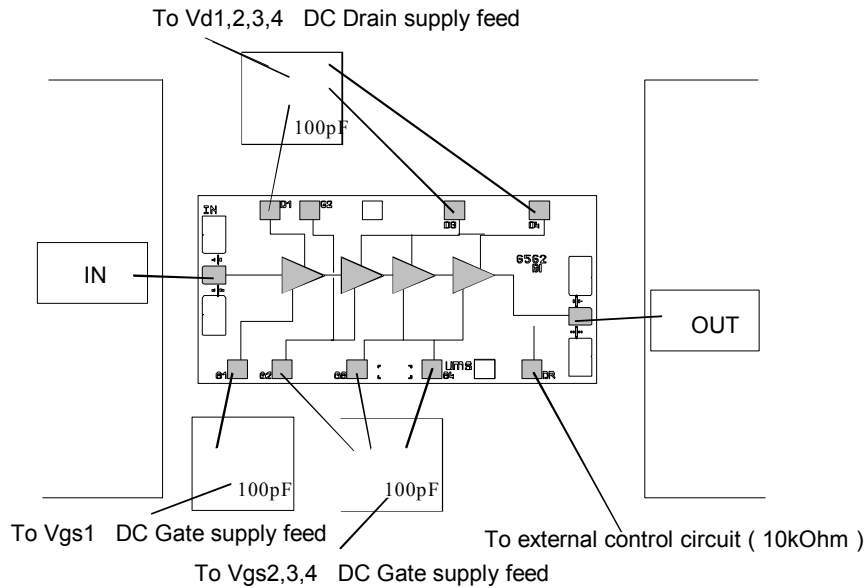 To Vd1,2,3,4 DC Drain supply feed
100pF
IN
D1
G2
D3
D4
6562
IN
OUT
G1
G2
G3
Ums
G4
DR
100pF
100pF
To Vgs1 DC Gate supply feed
To external control circuit ( 10kOhm )
To Vgs2,3,4 DC Gate supply feed